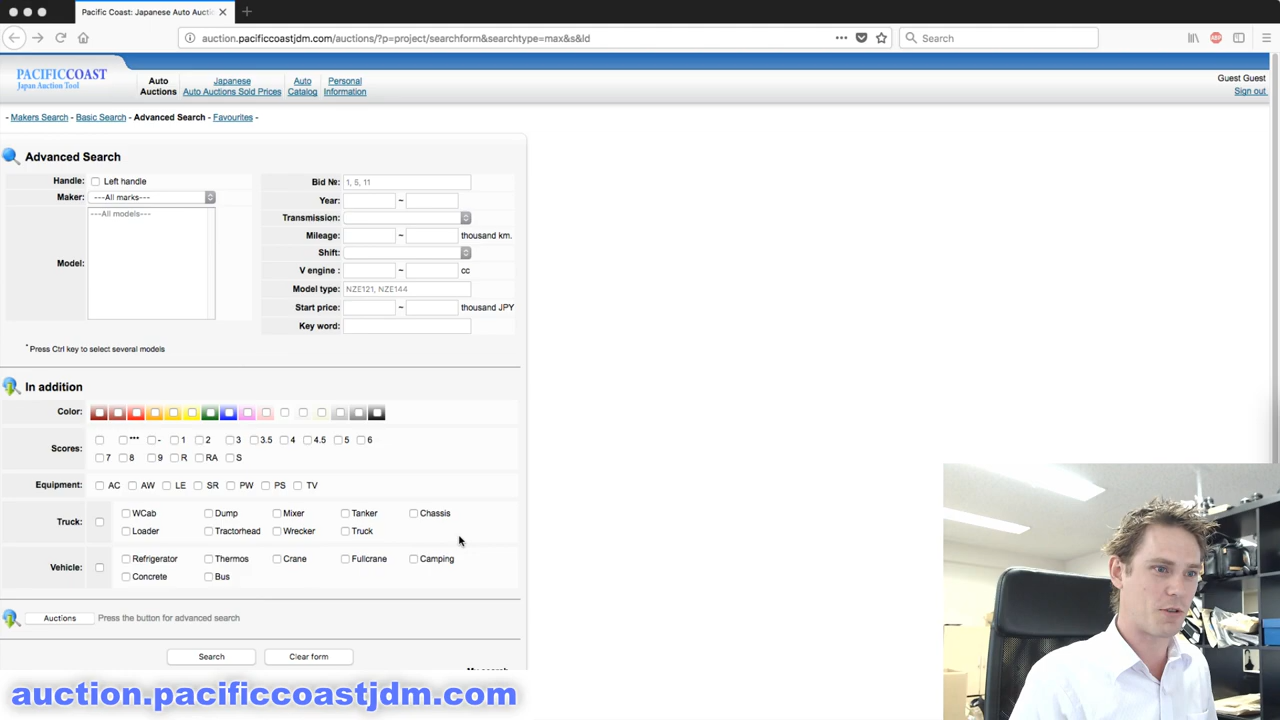 Pacific Coast: Japanese Auto Aucti
auction.pacificcoastjdm.com/auctions/?p=project/searchform&searchtype=max&s&ld
Search
ABP
PACIFICCOAST
Japan Auction Tool
Auto Auctions
Japanese Auto Auctions Sold Prices
Auto Catalog
Personal Information
Guest Guest
Sign out
- Makers Search - Basic Search - Advanced Search - Favourites -
Advanced Search
Handle: Left handle
Maker: ---All marks---
Model: ---All models---
Bid №: 1, 5, 11
Year: ~
Transmission:
Mileage: ~ thousand km.
Shift:
V engine : ~ cc
Model type: NZE121, NZE144
Start price: ~ thousand JPY
Key word:
* Press Ctrl key to select several models
In addition
Color:
Scores: *** - 1 2 3 3.5 4 4.5 5 6
7 8 9 R RA S
Equipment: AC AW LE SR PW PS TV
Truck: WCab Dump Mixer Tanker Chassis
Loader Tractorhead Wrecker Truck
Vehicle: Refrigerator Thermos Crane Fullcrane Camping
Concrete Bus
Auctions Press the button for advanced search
Search Clear form
auction.pacificcoastjdm.com